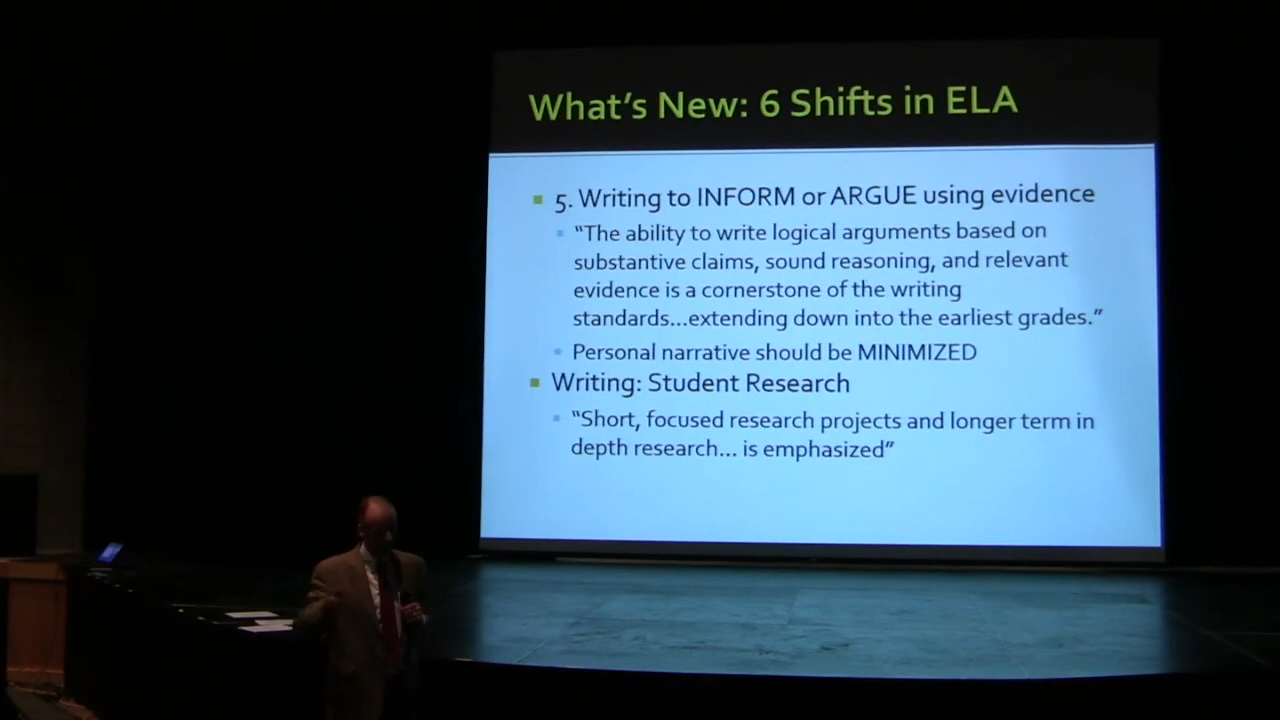 What's New: 6 Shifts in ELA
5. Writing to INFORM or ARGUE using evidence
"The ability to write logical arguments based on
substantive claims, sound reasoning, and relevant
evidence is a cornerstone of the writing
standards...extending down into the earliest grades."
Personal narrative should be MINIMIZED
Writing: Student Research
"Short, focused research projects and longer term in
depth research... is emphasized"